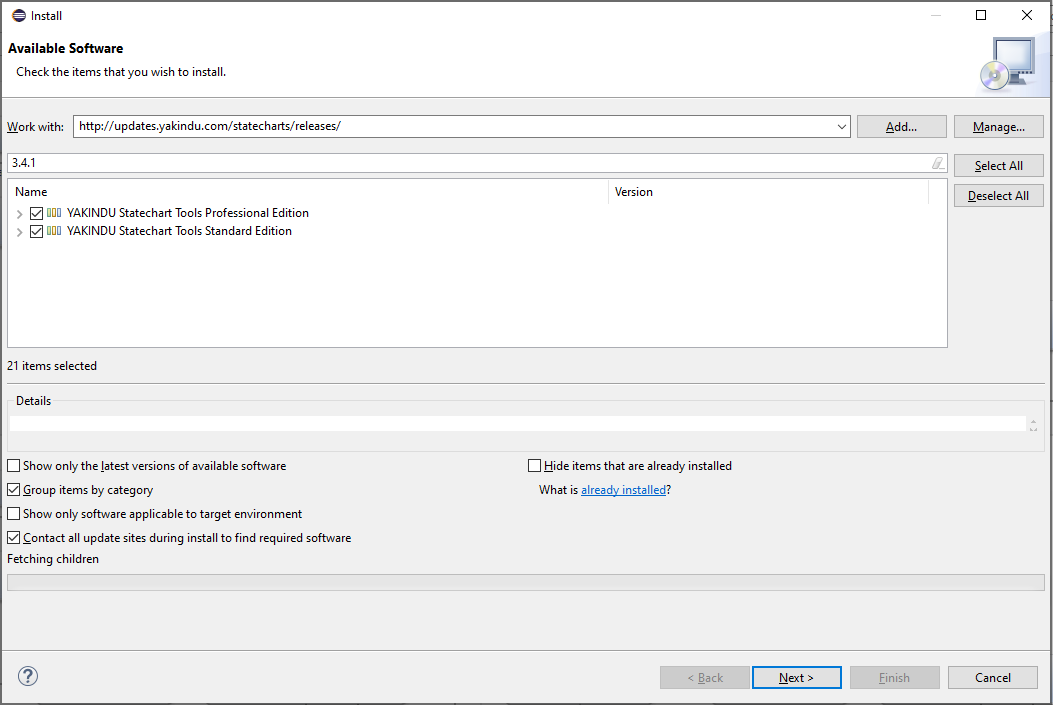 Install
Available Software
Check the items that you wish to install.
Work with: http://updates.yakindu.com/statecharts/releases/ Add... Manage...
3.4.1 Select All
Name Version Deselect All
YAKINDU Statechart Tools Professional Edition
YAKINDU Statechart Tools Standard Edition
21 items selected
Details
Show only the latest versions of available software Hide items that are already installed
Group items by category What is already installed?
Show only software applicable to target environment
Contact all update sites during install to find required software
Fetching children
? < Back Next > Finish Cancel